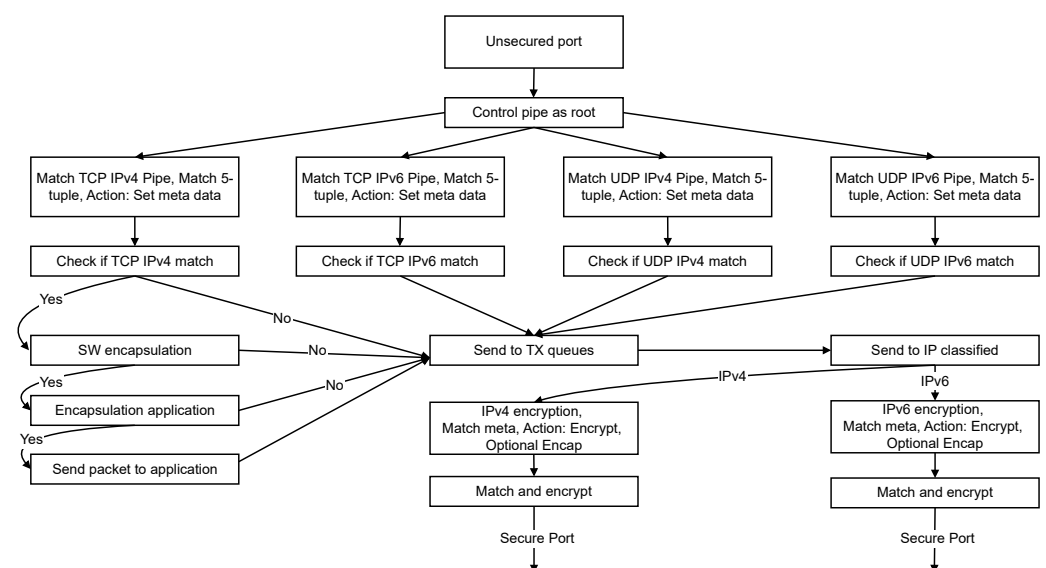 Unsecured port
Control pipe as root
Match TCP IPv4 Pipe, Match 5-
tuple, Action: Set meta data
Match TCP IPv6 Pipe, Match 5-
tuple, Action: Set meta data
Match UDP IPv4 Pipe, Match 5-
tuple, Action: Set meta data
Match UDP IPv6 Pipe, Match 5-
tuple, Action: Set meta data
Check if TCP IPv4 match
Check if TCP IPv6 match
Check if UDP IPv4 match
Check if UDP IPv6 match
Yes
No
SW encapsulation
No
Send to TX queues
Send to IP classified
Yes
No
IPv4
IPv6
Encapsulation application
IPv4 encryption,
Match meta, Action: Encrypt,
Optional Encap
IPv6 encryption,
Match meta, Action: Encrypt,
Optional Encap
Yes
Send packet to application
Match and encrypt
Match and encrypt
Secure Port
Secure Port